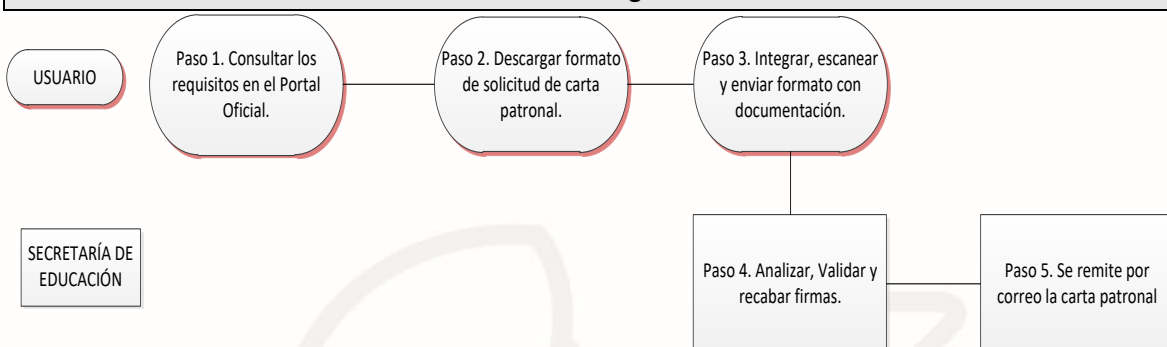 USUARIO
Paso 1. Consultar los
requisitos en el Portal
Oficial.
Paso 2. Descargar formato
de solicitud de carta
patronal.
Paso 3. Integrar, escanear
y enviar formato con
documentación.
SECRETARÍA DE
EDUCACIÓN
Paso 4. Analizar, Validar y
recabar firmas.
Paso 5. Se remite por
correo la carta patronal